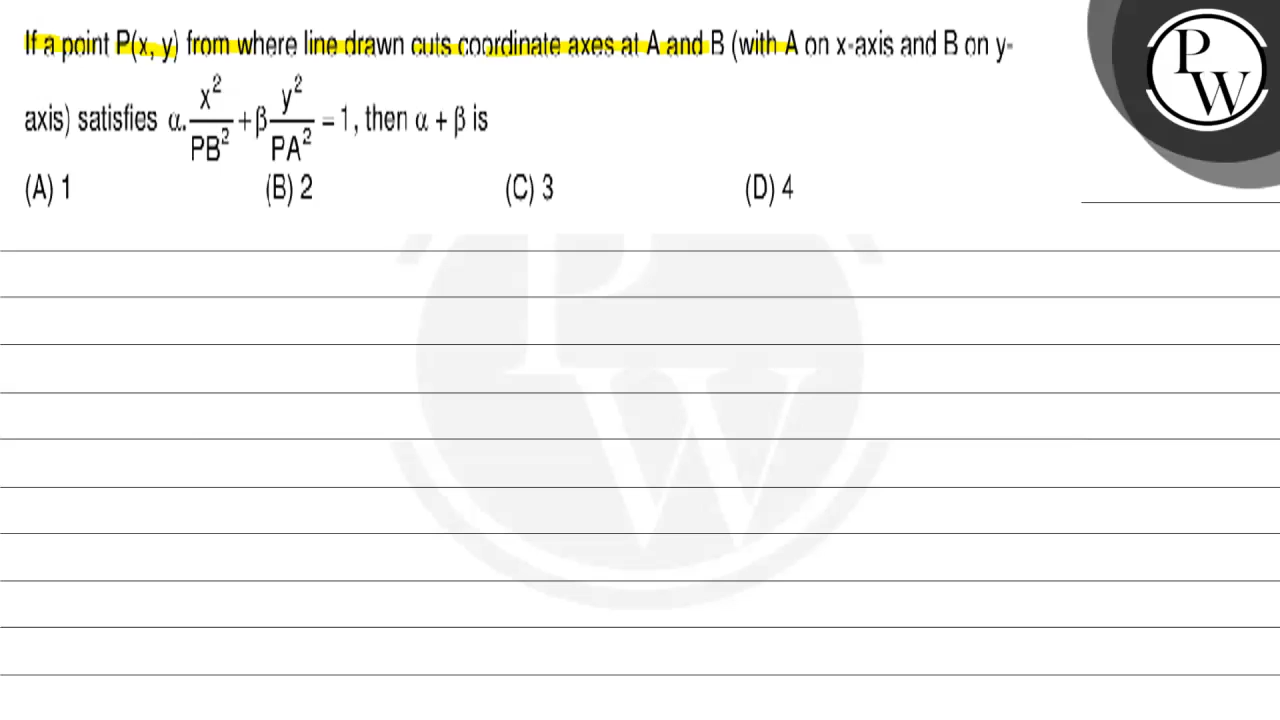 P
W
If a point P(x, y) from where line drawn cuts coordinate axes at A and B (with A on x-axis and B on y-
axis) satisfies α. x²/PB² + β y²/PA² = 1, then α + β is
(A) 1 (B) 2 (C) 3 (D) 4
P
W